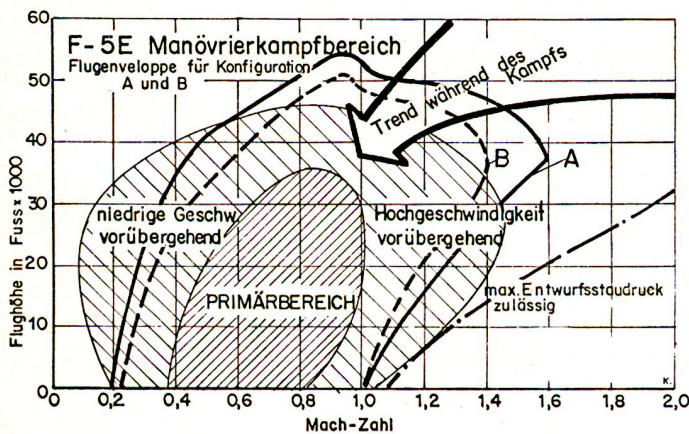 F-5E Manövrierkampfbereich
Flugenveloppe für Konfiguration
A und B
Trend während des
Kampfs
B
A
niedrige Geschw.
vorübergehend
Hochgeschwindigkeit
vorübergehend
PRIMÄRBEREICH
max. Entwurfsstaudruck
zulässig
K.
Flughöhe in Fuss x 1000
60
50
40
30
20
10
0
0
0,2
0,4
0,6
0,8
1,0
1,2
1,4
1,6
1,8
2,0
Mach-Zahl